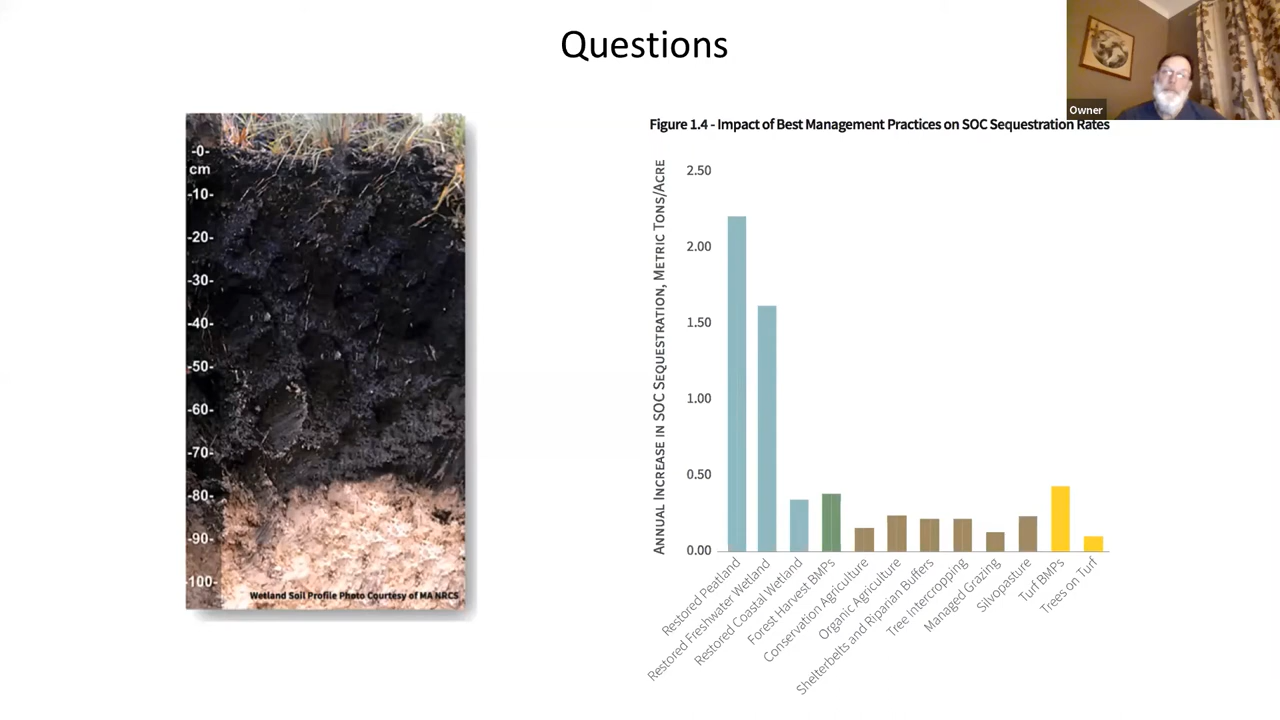 Questions
Owner
-0-
cm
-10-
-20-
-30-
-40-
-50-
-60-
-70-
-80-
-90-
-100-
Wetland Soil Profile Photo Courtesy of MA NRCS
Figure 1.4 - Impact of Best Management Practices on SOC Sequestration Rates
Annual Increase in SOC Sequestration, Metric Tons/Acre
2.50
2.00
1.50
1.00
0.50
0.00
Restored Peatland
Restored Freshwater Wetland
Restored Coastal Wetland
Forest Harvest BMPs
Conservation Agriculture
Organic Agriculture
Shelterbelts and Riparian Buffers
Tree Intercropping
Managed Grazing
Silvopasture
Turf BMPs
Trees on Turf